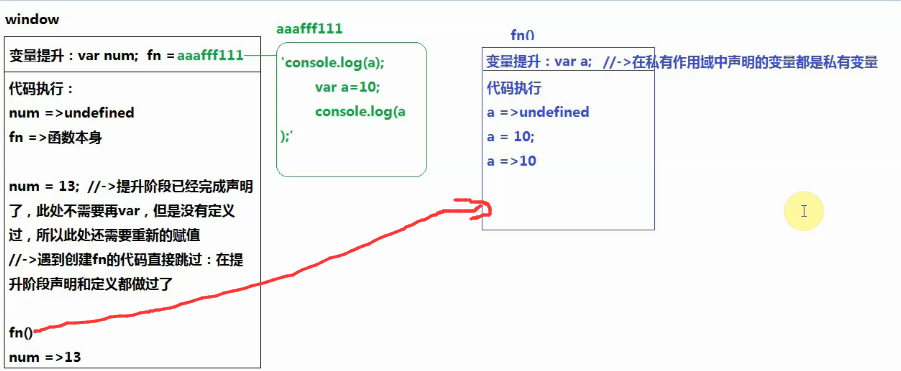 window
变量提升：var num;  fn =aaafff111
代码执行：
num =>undefined
fn =>函数本身
num = 13;  //->提升阶段已经完成声明
了，此处不需要再var，但是没有定义
过，所以此处还需要重新的赋值
//->遇到创建fn的代码直接跳过：在提
升阶段声明和定义都做过了
fn()
num =>13
aaafff111
'console.log(a);
var a=10;
console.log(a
);'
fn()
变量提升：var a;   //->在私有作用域中声明的变量都是私有变量
代码执行
a =>undefined
a = 10;
a =>10